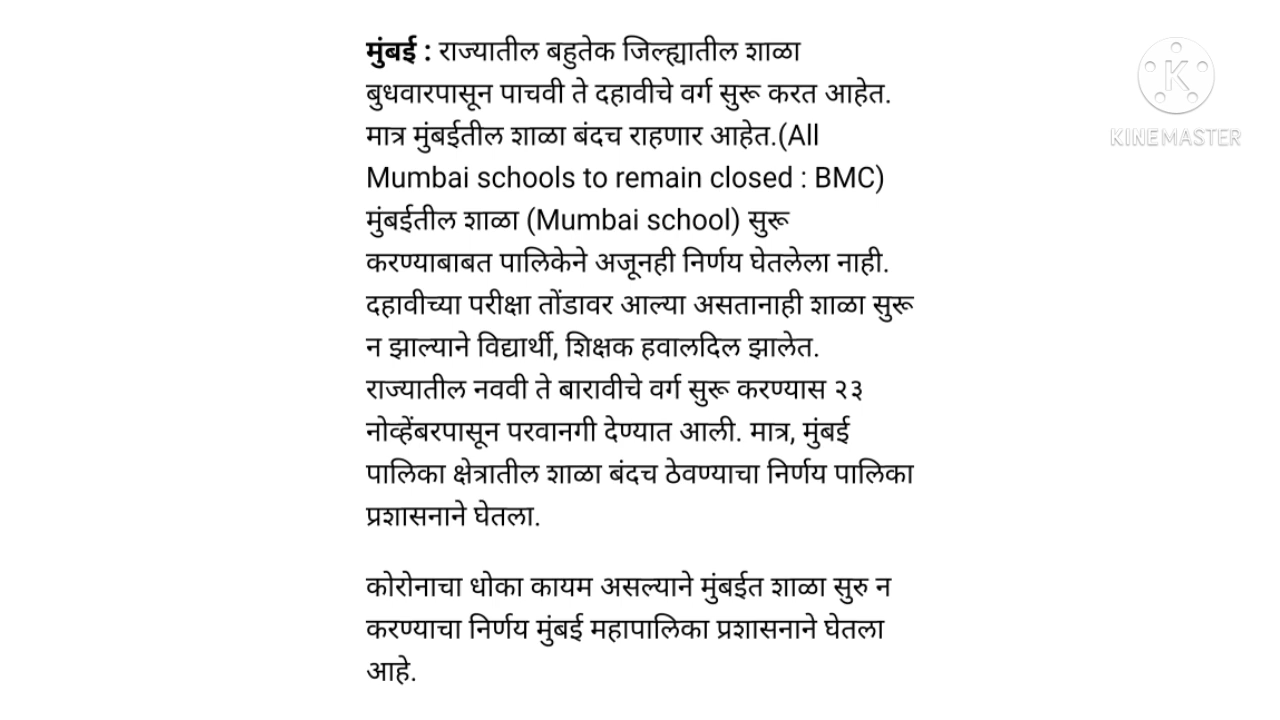 मुंबई : राज्यातील बहुतेक जिल्ह्यातील शाळा
बुधवारपासून पाचवी ते दहावीचे वर्ग सुरू करत आहेत.
मात्र मुंबईतील शाळा बंदच राहणार आहेत.(All
Mumbai schools to remain closed : BMC)
मुंबईतील शाळा (Mumbai school) सुरू
करण्याबाबत पालिकेने अजूनही निर्णय घेतलेला नाही.
दहावीच्या परीक्षा तोंडावर आल्या असतानाही शाळा सुरू
न झाल्याने विद्यार्थी, शिक्षक हवालदिल झालेत.
राज्यातील नववी ते बारावीचे वर्ग सुरू करण्यास २३
नोव्हेंबरपासून परवानगी देण्यात आली. मात्र, मुंबई
पालिका क्षेत्रातील शाळा बंदच ठेवण्याचा निर्णय पालिका
प्रशासनाने घेतला.
कोरोनाचा धोका कायम असल्याने मुंबईत शाळा सुरु न
करण्याचा निर्णय मुंबई महापालिका प्रशासनाने घेतला
आहे.
K
KINEMASTER